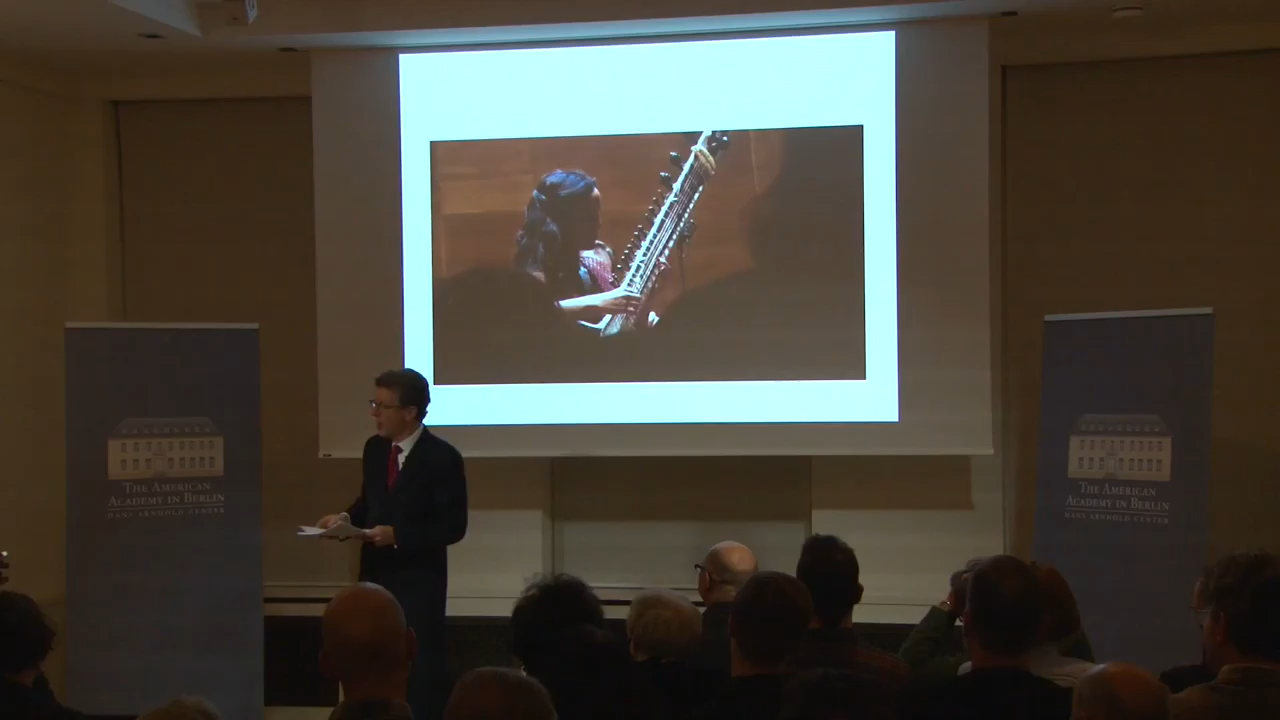 THE AMERICAN
ACADEMY IN BERLIN
HANS ARNHOLD CENTER
THE AMERICAN
ACADEMY IN BERLIN
HANS ARNHOLD CENTER